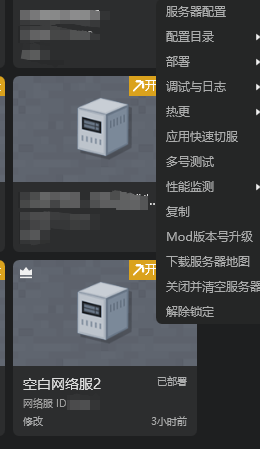 服务器配置
配置目录
部署
调试与日志
热更
应用快速切服
开
多号测试
性能监测
复制
Mod版本号升级
下载服务器地图
开
关闭并清空服务器
解除锁定
空白网络服2
已部署
网络服 ID
修改
3小时前